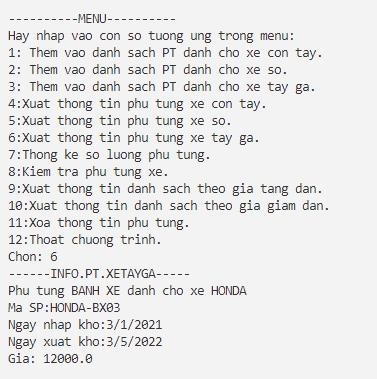 ----------MENU----------
Hay nhap vao con so tuong ung trong menu:
1: Them vao danh sach PT danh cho xe con tay.
2: Them vao danh sach PT danh cho xe so.
3: Them vao danh sach PT danh cho xe tay ga.
4:Xuat thong tin phu tung xe con tay.
5:Xuat thong tin phu tung xe so.
6:Xuat thong tin phu tung xe tay ga.
7:Thong ke so luong phu tung.
8:Kiem tra phu tung xe.
9:Xuat thong tin danh sach theo gia tang dan.
10:Xuat thong tin danh sach theo gia giam dan.
11:Xoa thong tin phu tung.
12:Thoat chuong trinh.
Chon: 6
------INFO.PT.XETAYGA-----
Phu tung BANH XE danh cho xe HONDA
Ma SP:HONDA-BX03
Ngay nhap kho:3/1/2021
Ngay xuat kho:3/5/2022
Gia: 12000.0